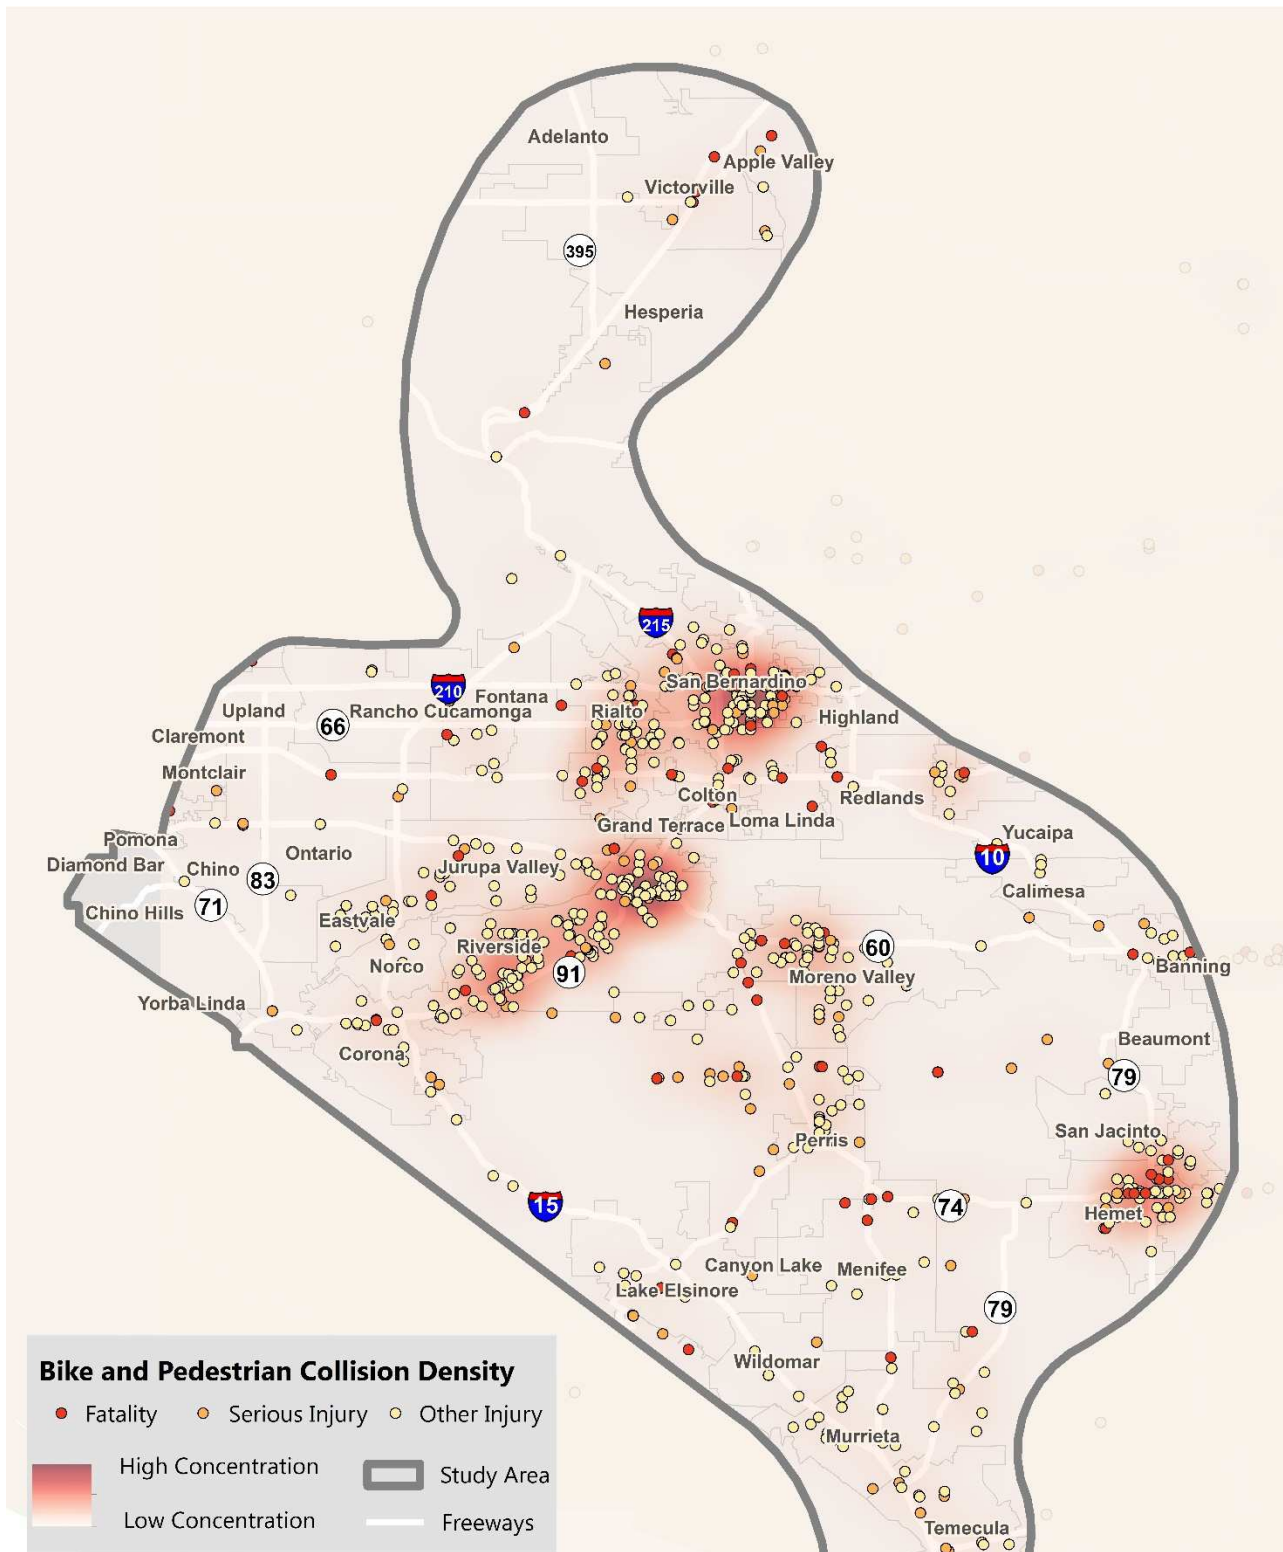 Adelanto
Apple Valley
Victorville
395
Hesperia
215
San Bernardino
210
Fontana
Upland
Rancho Cucamonga
Rialto
66
Highland
Claremont
Montclair
Colton
Redlands
Grand Terrace
Loma Linda
Yucaipa
Pomona
Ontario
10
Diamond Bar
Chino
Jurupa Valley
83
Calimesa
71
Chino Hills
Eastvale
Riverside
60
Norco
91
Moreno Valley
Banning
Yorba Linda
Corona
Beaumont
79
San Jacinto
Perris
15
74
Hemet
Canyon Lake
Menifee
Lake Elsinore
79
Wildomar
Murrieta
Temecula
Bike and Pedestrian Collision Density
Fatality Serious Injury Other Injury
High Concentration Study Area
Low Concentration Freeways